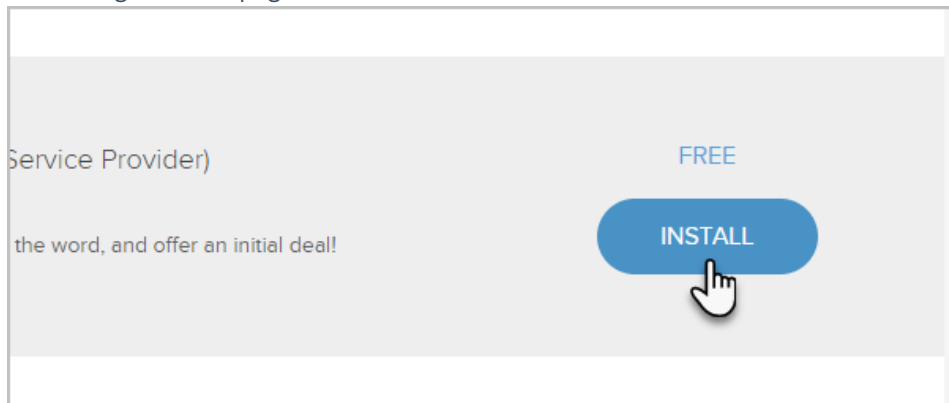 Service Provider)
FREE
the word, and offer an initial deal!
INSTALL